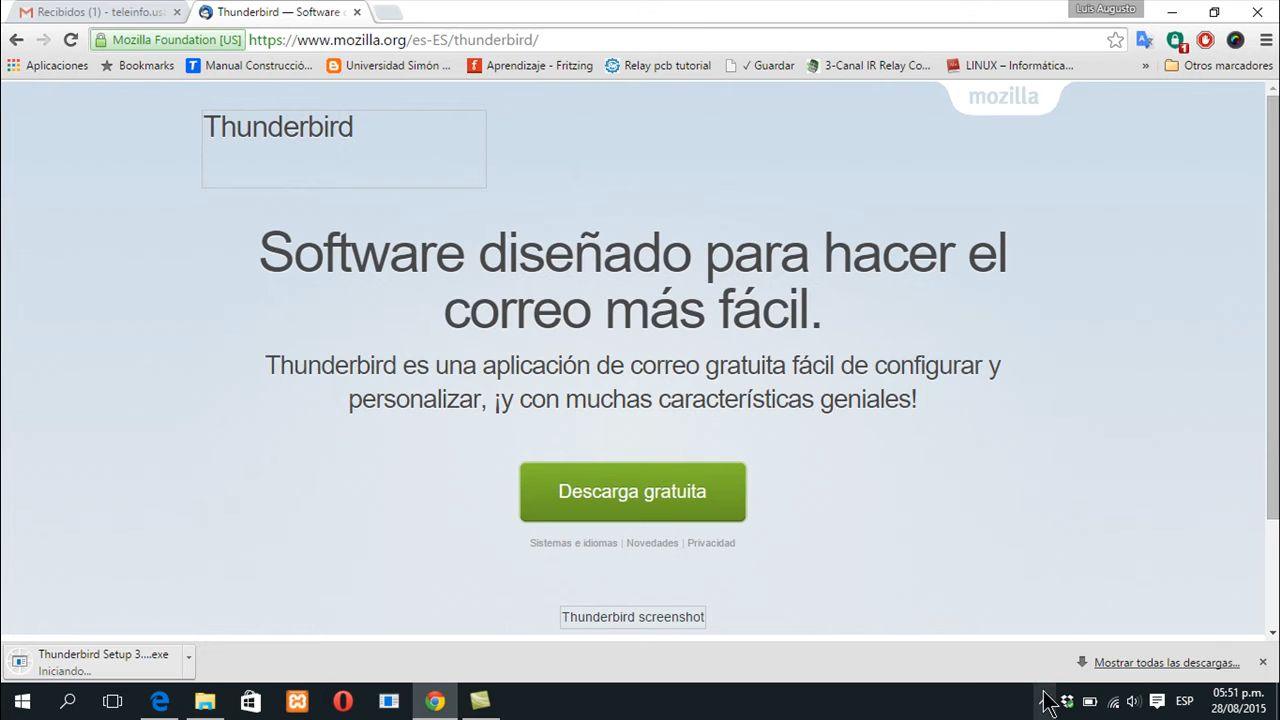 Recibidos (1) - teleinfo.us
Thunderbird — Software
Luis Augusto
Mozilla Foundation [US]
https://www.mozilla.org/es-ES/thunderbird/
Aplicaciones
Bookmarks
Manual Construcció...
Universidad Simón ...
Aprendizaje - Fritzing
Relay pcb tutorial
✓ Guardar
3-Canal IR Relay Co...
LINUX – Informática...
»
Otros marcadores
mozilla
Thunderbird
Software diseñado para hacer el
correo más fácil.
Thunderbird es una aplicación de correo gratuita fácil de configurar y
personalizar, ¡y con muchas características geniales!
Descarga gratuita
Sistemas e idiomas | Novedades | Privacidad
Thunderbird screenshot
Thunderbird Setup 3....exe
Iniciando...
Mostrar todas las descargas...
ESP
05:51 p.m.
28/08/2015